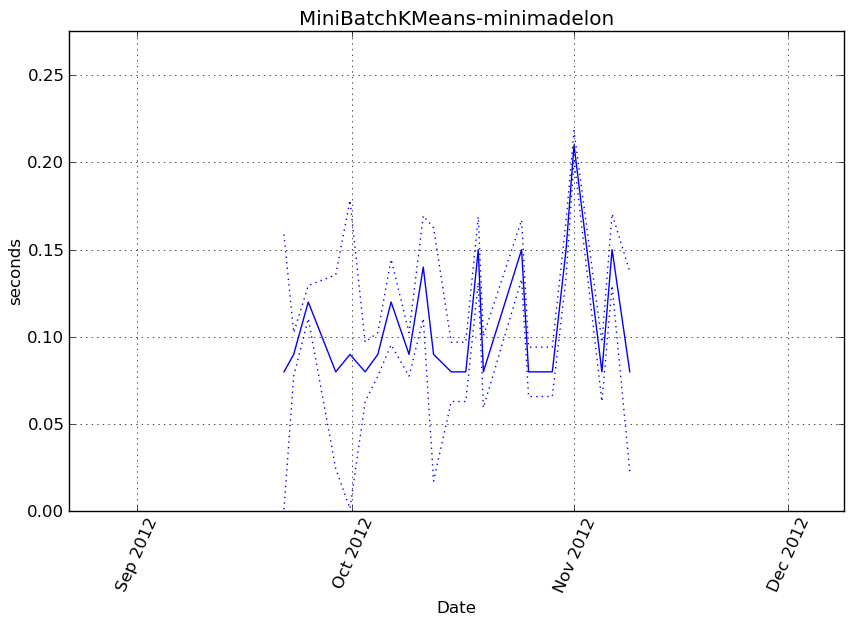 MiniBatchKMeans-minimadelon
0.25
0.20
0.15
0.10
0.05
0.00
seconds
Sep 2012
Oct 2012
Nov 2012
Dec 2012
Date